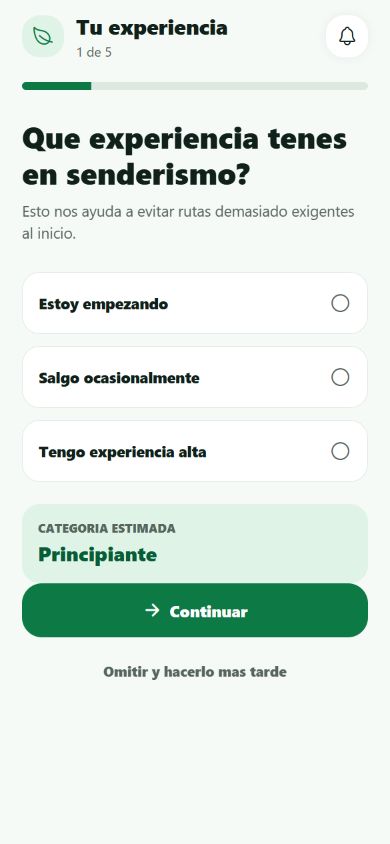 Tu experiencia
1 de 5
Que experiencia tenes
en senderismo?
Esto nos ayuda a evitar rutas demasiado exigentes
al inicio.
Estoy empezando
Salgo ocasionalmente
Tengo experiencia alta
CATEGORIA ESTIMADA
Principiante
Continuar
Omitir y hacerlo mas tarde